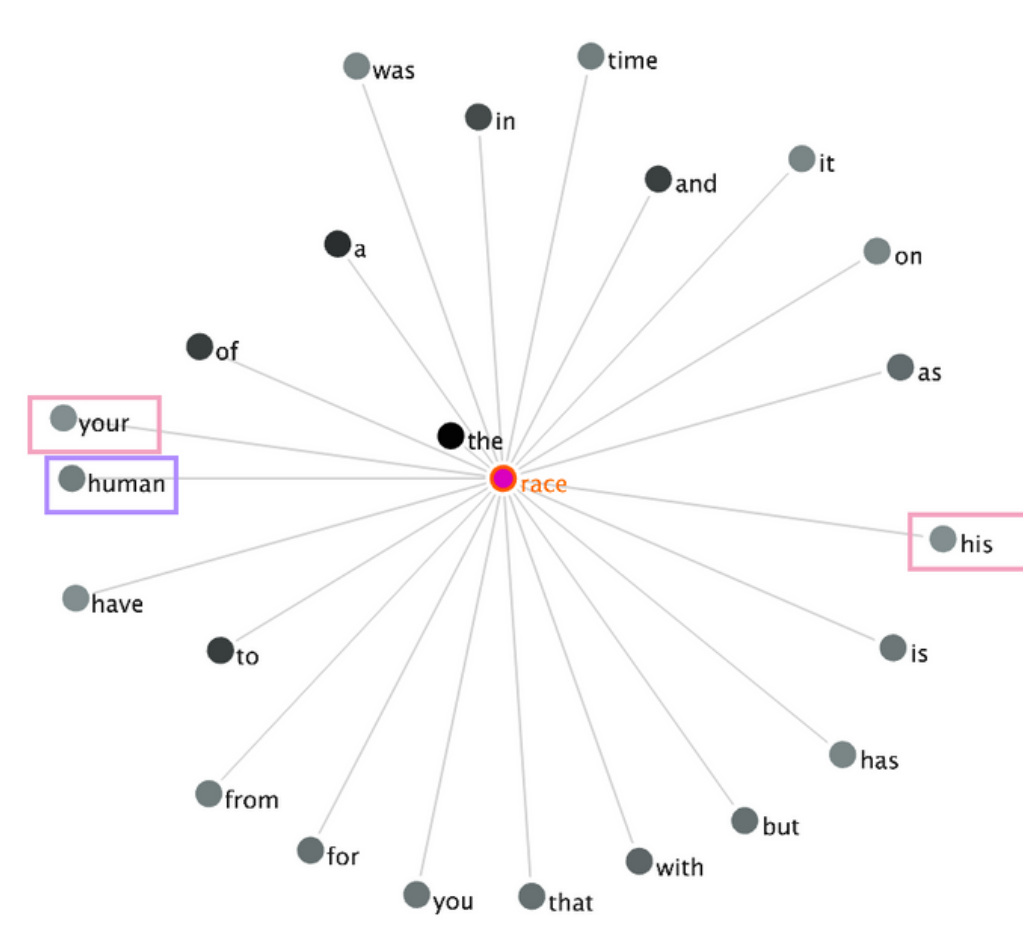 was
time
in
it
and
a
on
of
as
your
the
human
race
his
have
is
to
has
from
but
for
with
you
that